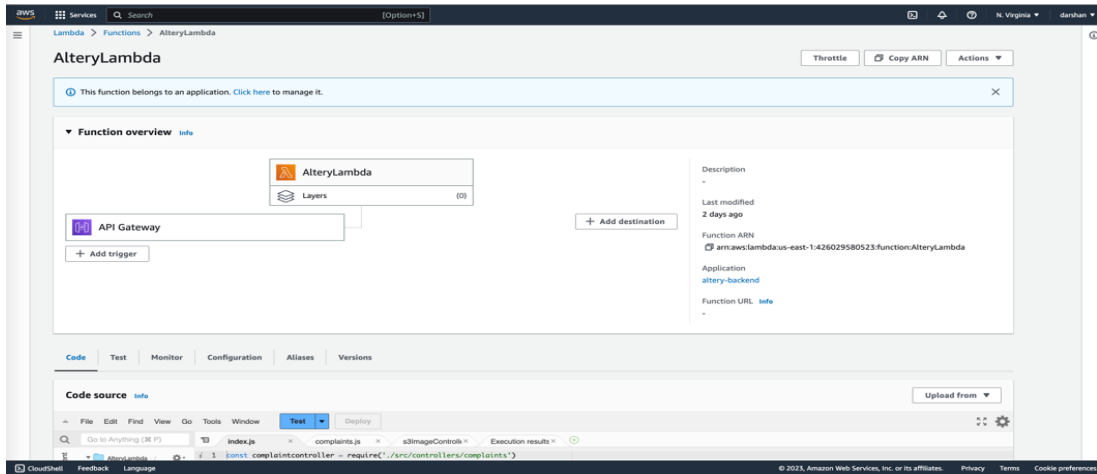 aws Services Search [Option+S] N. Virginia darshan
Lambda > Functions > AlteryLambda
AlteryLambda
Throttle Copy ARN Actions
This function belongs to an application. Click here to manage it.
Function overview Info
AlteryLambda
Layers (0)
API Gateway
+ Add trigger
+ Add destination
Description
-
Last modified
2 days ago
Function ARN
arn:aws:lambda:us-east-1:426029580523:function:AlteryLambda
Application
altery-backend
Function URL Info
-
Code Test Monitor Configuration Aliases Versions
Code source Info
Upload from
File Edit Find View Go Tools Window Test Deploy
Go to Anything (⌘ P) index.js × complaints.js × s3ImageControlle × Execution results ×
AlteryLambda - / 1 const complaintcontroller = require('./src/controllers/complaints')
CloudShell Feedback Language © 2023, Amazon Web Services, Inc. or its affiliates. Privacy Terms Cookie preferences